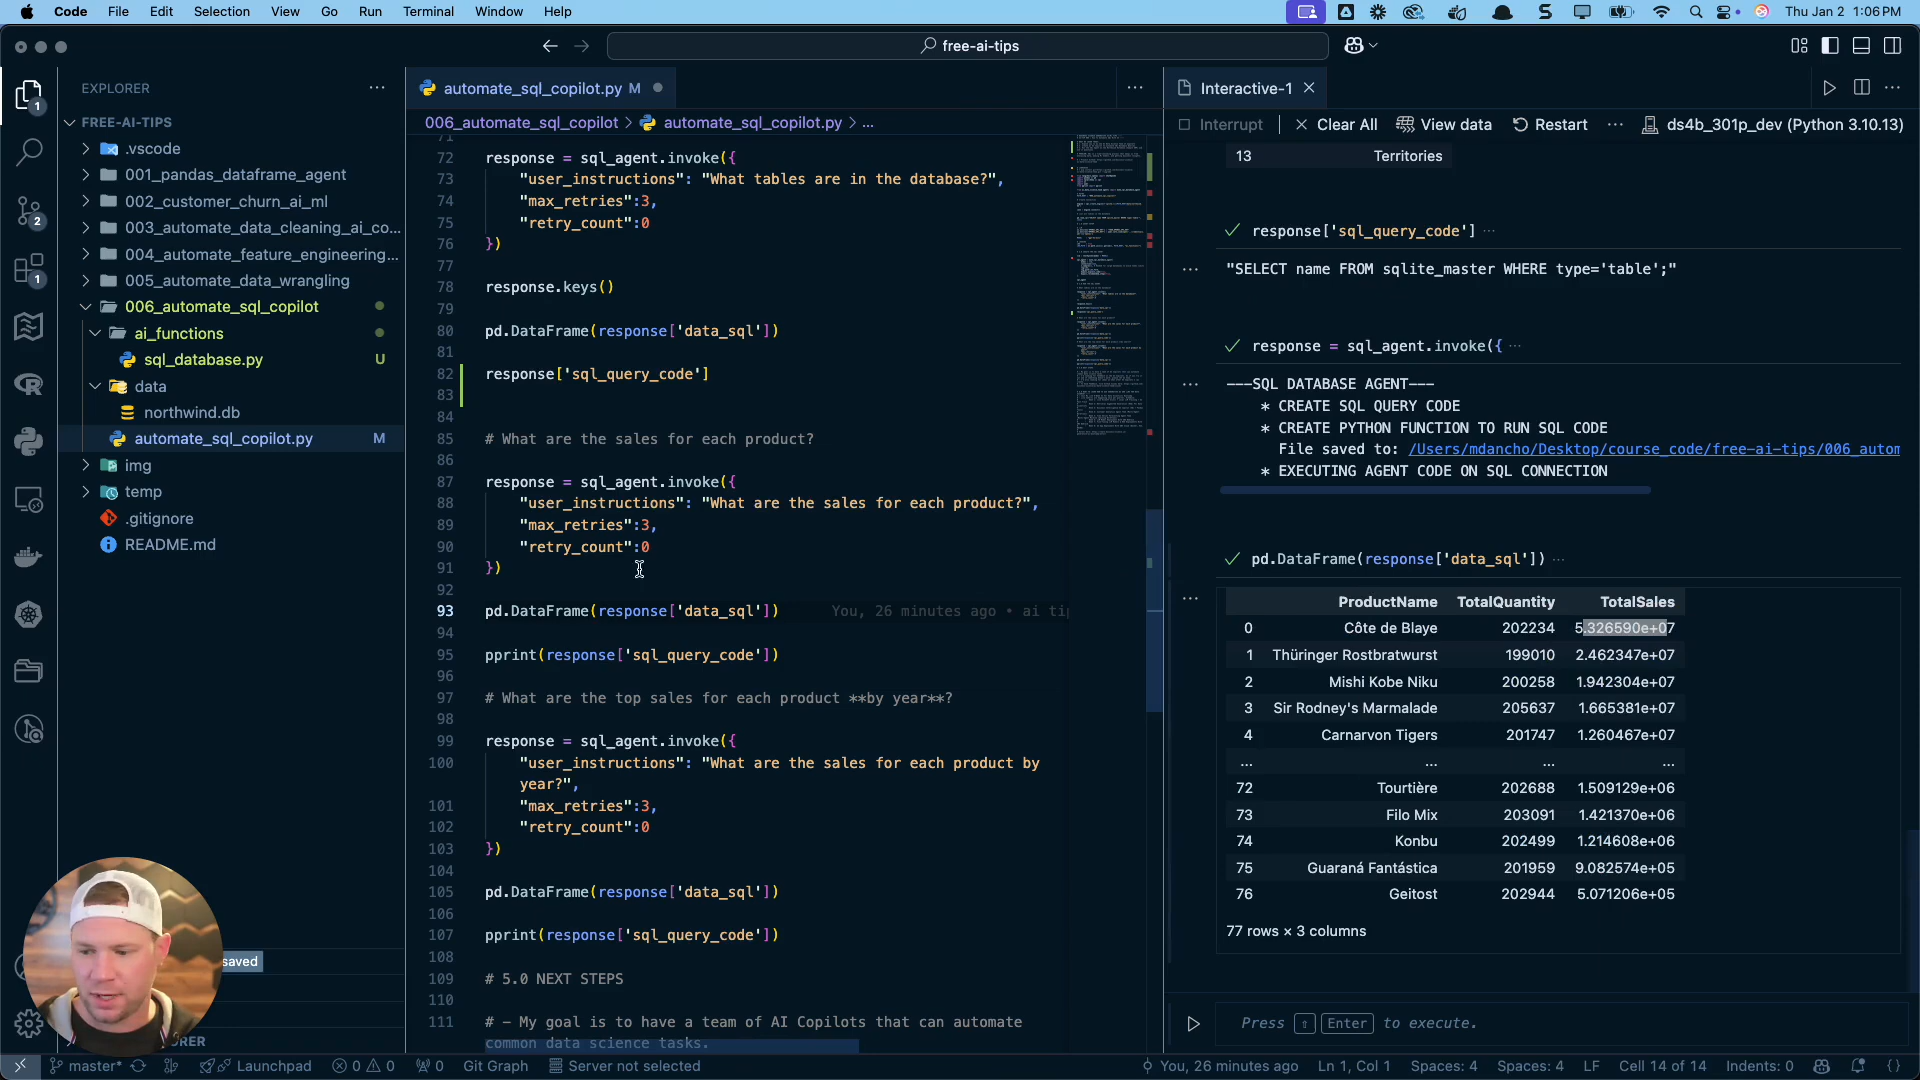 Code File Edit Selection View Go Run Terminal Window Help
Thu Jan 2 1:06 PM
free-ai-tips
EXPLORER
FREE-AI-TIPS
.vscode
001_pandas_dataframe_agent
002_customer_churn_ai_ml
003_automate_data_cleaning_ai_co...
004_automate_feature_engineering...
005_automate_data_wrangling
006_automate_sql_copilot
ai_functions
sql_database.py U
data
northwind.db
automate_sql_copilot.py M
img
temp
.gitignore
README.md
1
2
1
saved
ORER
automate_sql_copilot.py M
006_automate_sql_copilot > automate_sql_copilot.py > ...
71
72 response = sql_agent.invoke({
73 "user_instructions": "What tables are in the database?",
74 "max_retries":3,
75 "retry_count":0
76 })
77
78 response.keys()
79
80 pd.DataFrame(response['data_sql'])
81
82 response['sql_query_code']
83
84
85 # What are the sales for each product?
86
87 response = sql_agent.invoke({
88 "user_instructions": "What are the sales for each product?",
89 "max_retries":3,
90 "retry_count":0
91 })
92
93 pd.DataFrame(response['data_sql']) You, 26 minutes ago • ai ti
94
95 pprint(response['sql_query_code'])
96
97 # What are the top sales for each product **by year**?
98
99 response = sql_agent.invoke({
100 "user_instructions": "What are the sales for each product by
year?",
101 "max_retries":3,
102 "retry_count":0
103 })
104
105 pd.DataFrame(response['data_sql'])
106
107 pprint(response['sql_query_code'])
108
109 # 5.0 NEXT STEPS
110
111 # - My goal is to have a team of AI Copilots that can automate
common data science tasks.
Interactive-1
Interrupt Clear All View data Restart ... ds4b_301p_dev (Python 3.10.13)
13 Territories
response['sql_query_code'] ...
"SELECT name FROM sqlite_master WHERE type='table';"
response = sql_agent.invoke({ ...
---SQL DATABASE AGENT---
* CREATE SQL QUERY CODE
* CREATE PYTHON FUNCTION TO RUN SQL CODE
File saved to: /Users/mdancho/Desktop/course_code/free-ai-tips/006_autom
* EXECUTING AGENT CODE ON SQL CONNECTION
pd.DataFrame(response['data_sql']) ...
ProductName TotalQuantity TotalSales
0 Côte de Blaye 202234 5.326590e+07
1 Thüringer Rostbratwurst 199010 2.462347e+07
2 Mishi Kobe Niku 200258 1.942304e+07
3 Sir Rodney's Marmalade 205637 1.665381e+07
4 Carnarvon Tigers 201747 1.260467e+07
... ... ... ...
72 Tourtière 202688 1.509129e+06
73 Filo Mix 203091 1.421370e+06
74 Konbu 202499 1.214608e+06
75 Guaraná Fantástica 201959 9.082574e+05
76 Geitost 202944 5.071206e+05
77 rows × 3 columns
Press ⇧ Enter to execute.
master* Launchpad 0 0 0 Git Graph Server not selected
You, 26 minutes ago Ln 1, Col 1 Spaces: 4 Spaces: 4 LF Cell 14 of 14 Indents: 0